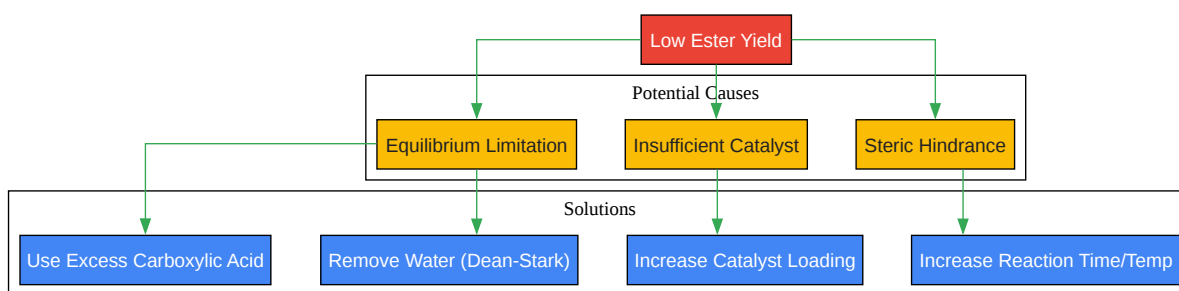 Low Ester Yield
Potential Causes
Equilibrium Limitation
Insufficient Catalyst
Steric Hindrance
Solutions
Use Excess Carboxylic Acid
Remove Water (Dean-Stark)
Increase Catalyst Loading
Increase Reaction Time/Temp